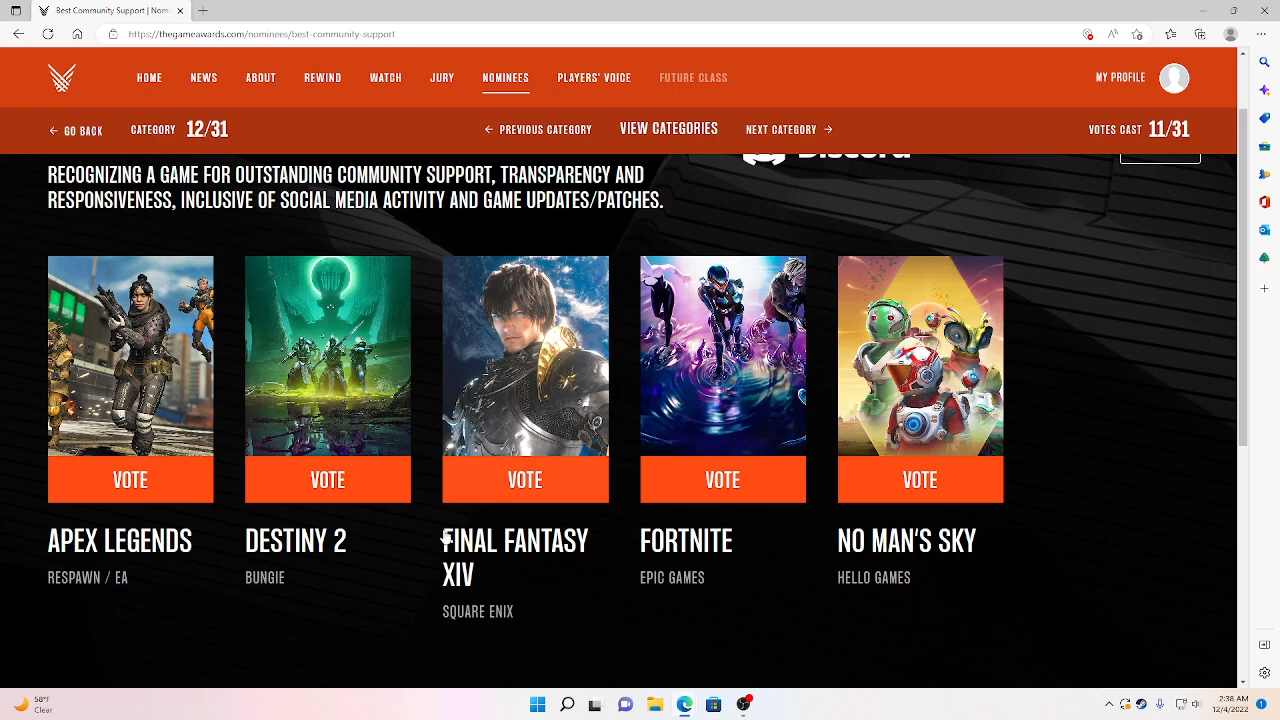 Best Community Support | Nomi
https://thegameawards.com/nominees/best-community-support
HOME NEWS ABOUT REWIND WATCH JURY NOMINEES PLAYERS' VOICE FUTURE CLASS MY PROFILE
GO BACK CATEGORY 12/31 PREVIOUS CATEGORY VIEW CATEGORIES NEXT CATEGORY VOTES CAST 11/31
Discord
RECOGNIZING A GAME FOR OUTSTANDING COMMUNITY SUPPORT, TRANSPARENCY AND
RESPONSIVENESS, INCLUSIVE OF SOCIAL MEDIA ACTIVITY AND GAME UPDATES/PATCHES.
VOTE VOTE VOTE VOTE VOTE
APEX LEGENDS
RESPAWN / EA
DESTINY 2
BUNGIE
FINAL FANTASY
XIV
SQUARE ENIX
FORTNITE
EPIC GAMES
NO MAN'S SKY
HELLO GAMES
58°F
Clear
2:38 AM
12/4/2022